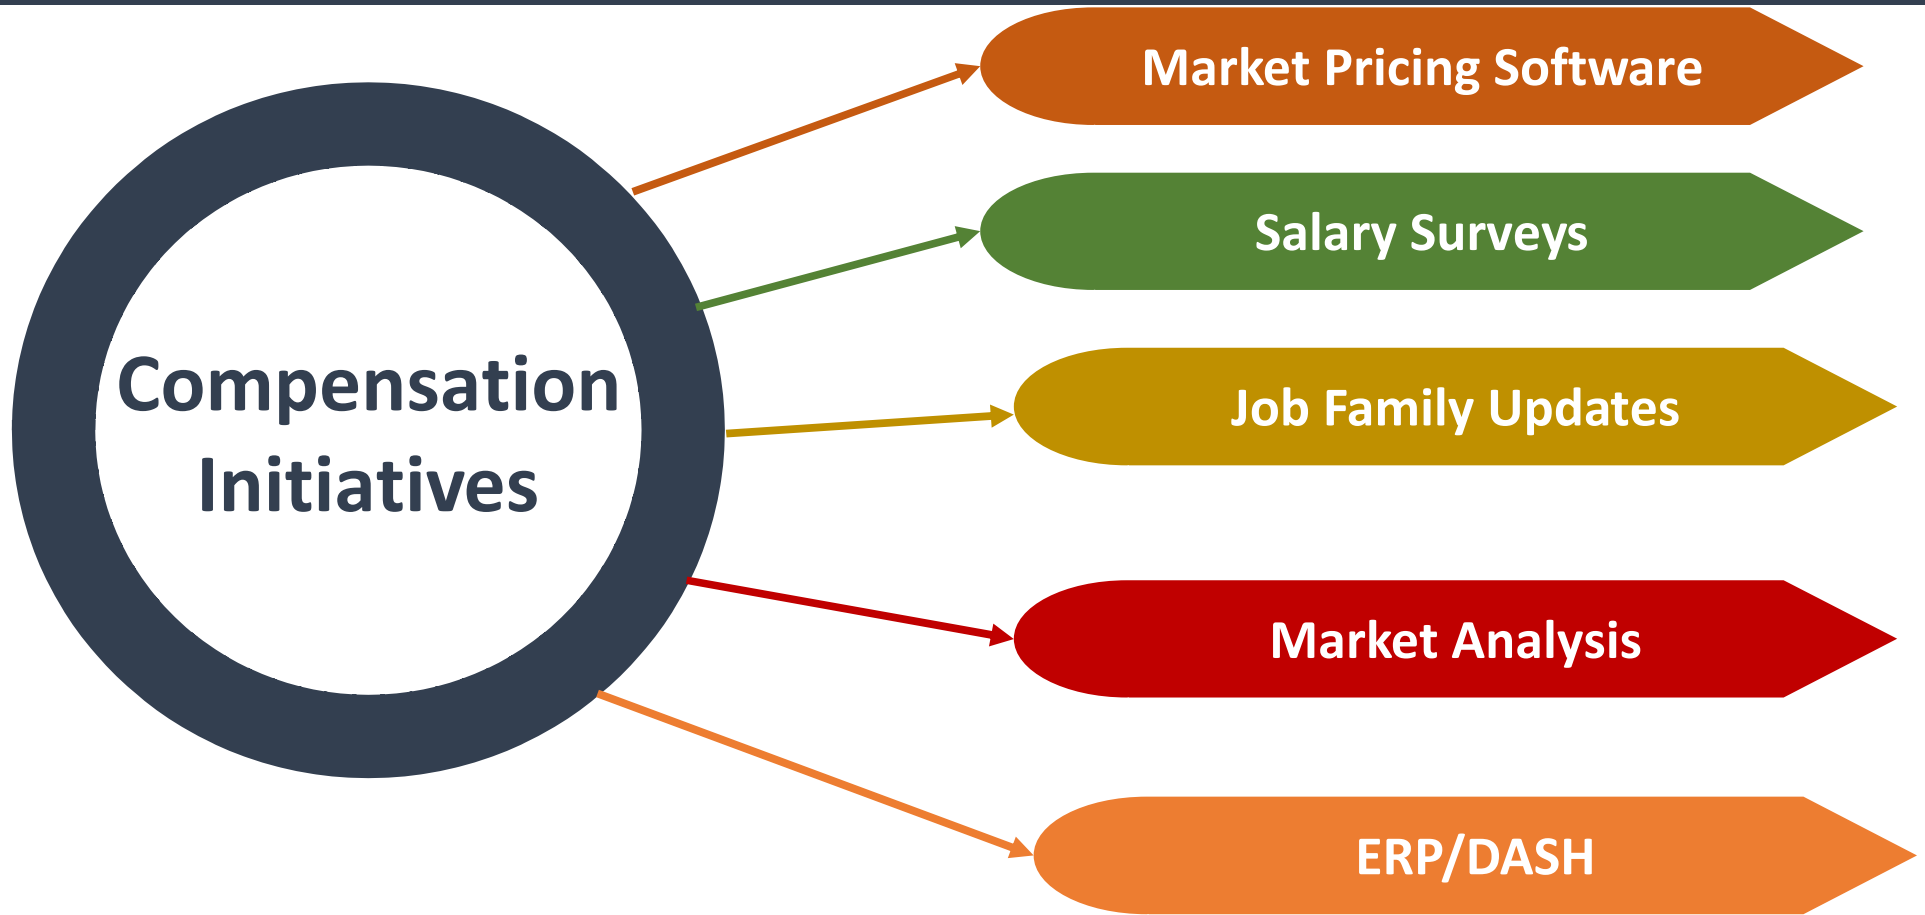 Compensation
Initiatives
Market Pricing Software
Salary Surveys
Job Family Updates
Market Analysis
ERP/DASH